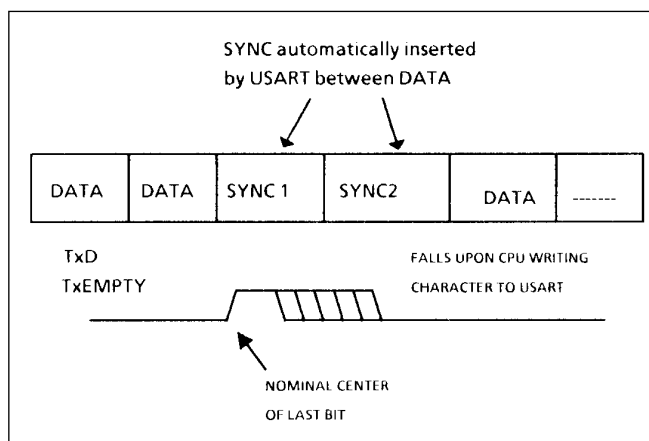 SYNC automatically inserted
by USART between DATA
DATA DATA SYNC 1 SYNC2 DATA -------
TxD
TxEMPTY
FALLS UPON CPU WRITING
CHARACTER TO USART
NOMINAL CENTER
OF LAST BIT